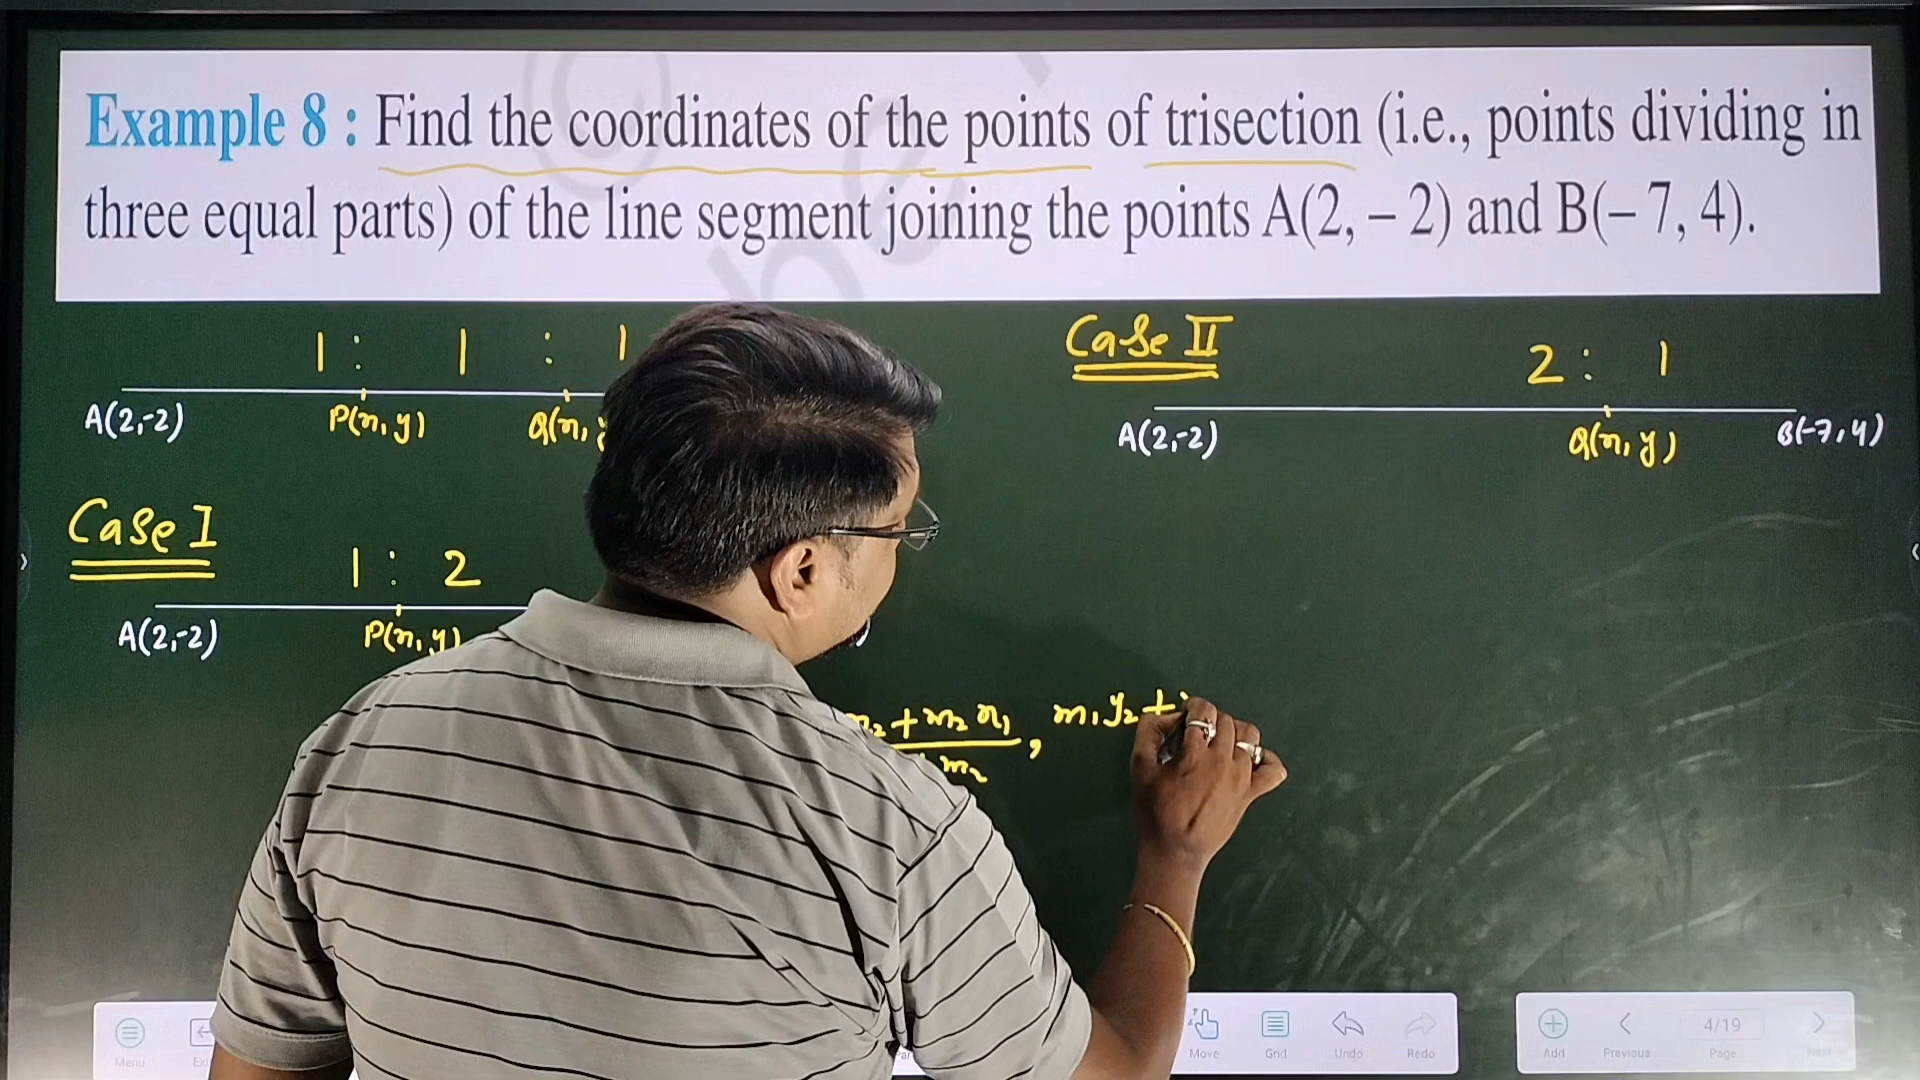 Example 8 : Find the coordinates of the points of trisection (i.e., points dividing in
three equal parts) of the line segment joining the points A(2, – 2) and B(– 7, 4).
1 : 1 : 1
A(2,-2) P(x, y) Q(x,
Case I
1 : 2
A(2,-2) P(x, y)
+ m₂ x₁ , m₁y₂ +
m₂
Case II
2 : 1
A(2,-2) Q(x, y) B(-7, 4)
Menu
Move Grid Undo Redo
Add Previous 4/19 Page Next